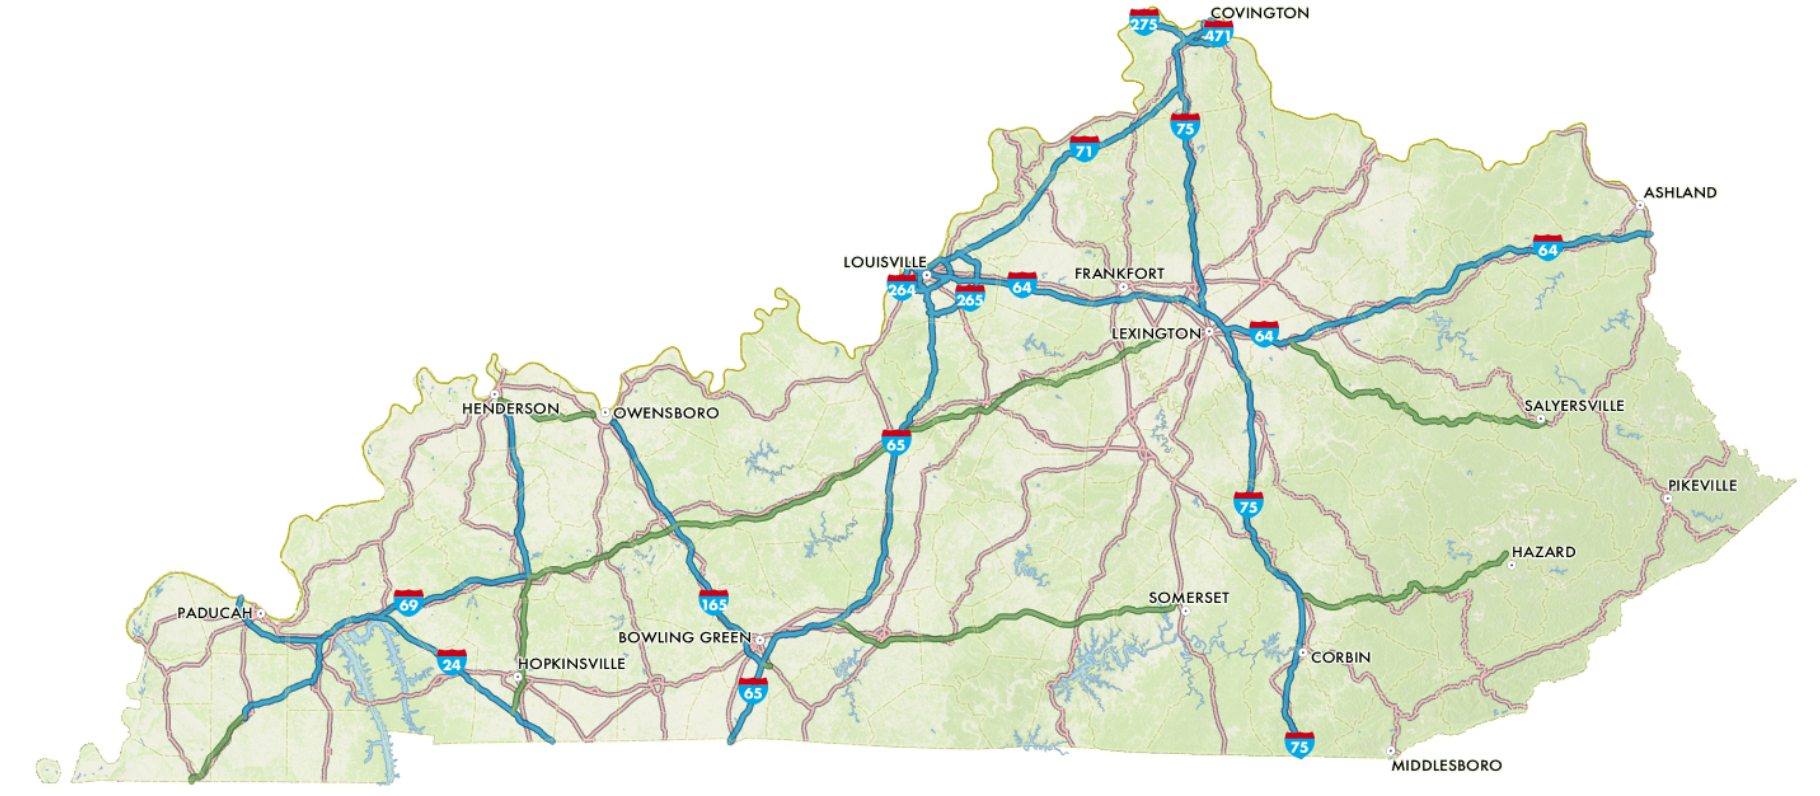 275
COVINGTON
471
75
71
ASHLAND
64
LOUISVILLE
FRANKFORT
264
265
64
LEXINGTON
64
HENDERSON
OWENSBORO
SALYERSVILLE
65
PIKEVILLE
75
HAZARD
69
165
SOMERSET
PADUCAH
BOWLING GREEN
24
HOPKINSVILLE
CORBIN
65
75
MIDDLESBORO